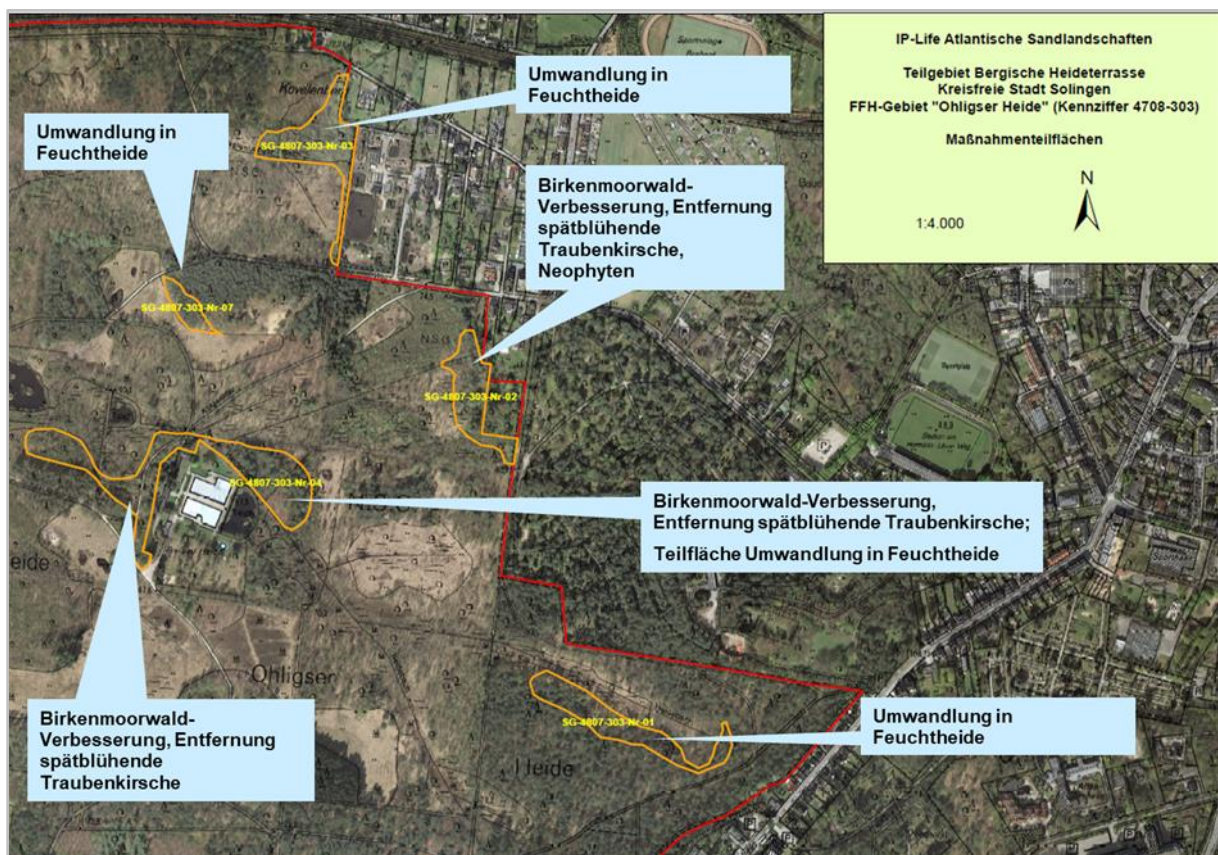 IP-Life Atlantische Sandlandschaften
Teilgebiet Bergische Heideterrasse
Kreisfreie Stadt Solingen
FFH-Gebiet "Ohligser Heide" (Kennziffer 4708-303)
Maßnahmenteilflächen
N
1:4.000
Umwandlung in
Feuchtheide
SG-4807-303-Nr-03
Umwandlung in
Feuchtheide
SG-4807-303-Nr-07
Birkenmoorwald-
Verbesserung, Entfernung
spätblühende
Traubenkirsche,
Neophyten
N.S.G.
SG-4807-303-Nr-02
SG-4807-303-Nr-04
Birkenmoorwald-Verbesserung,
Entfernung spätblühende Traubenkirsche;
Teilfläche Umwandlung in Feuchtheide
eide
Ohligser
Heide
SG-4807-303-Nr-01
Birkenmoorwald-
Verbesserung, Entfernung
spätblühende
Traubenkirsche
Umwandlung in
Feuchtheide
Sportplatz
P